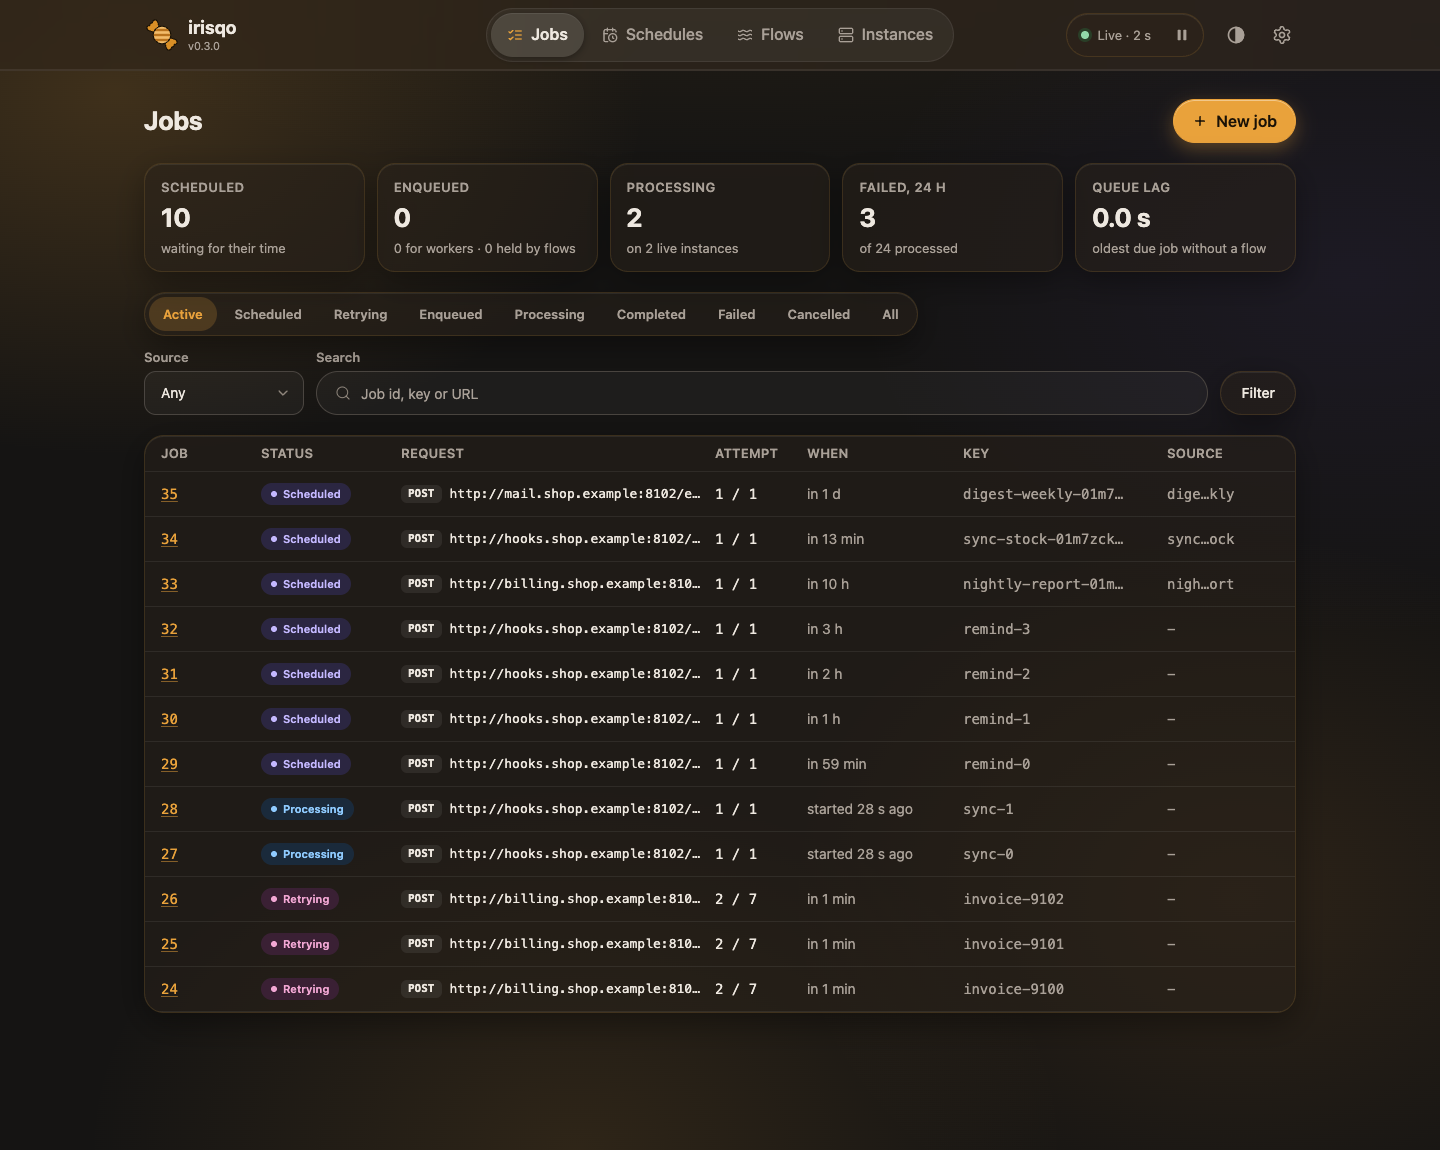 irisqo
v0.3.0
Jobs
Schedules
Flows
Instances
Live · 2 s
Jobs
+ New job
SCHEDULED
10
waiting for their time
ENQUEUED
0
0 for workers · 0 held by flows
PROCESSING
2
on 2 live instances
FAILED, 24 H
3
of 24 processed
QUEUE LAG
0.0 s
oldest due job without a flow
Active Scheduled Retrying Enqueued Processing Completed Failed Cancelled All
Source
Any
Search
Job id, key or URL
Filter
JOB STATUS REQUEST ATTEMPT WHEN KEY SOURCE
35 Scheduled POST http://mail.shop.example:8102/e… 1 / 1 in 1 d digest-weekly-01m7… dige…kly
34 Scheduled POST http://hooks.shop.example:8102/… 1 / 1 in 13 min sync-stock-01m7zck… sync…ock
33 Scheduled POST http://billing.shop.example:810… 1 / 1 in 10 h nightly-report-01m… nigh…ort
32 Scheduled POST http://hooks.shop.example:8102/… 1 / 1 in 3 h remind-3 –
31 Scheduled POST http://hooks.shop.example:8102/… 1 / 1 in 2 h remind-2 –
30 Scheduled POST http://hooks.shop.example:8102/… 1 / 1 in 1 h remind-1 –
29 Scheduled POST http://hooks.shop.example:8102/… 1 / 1 in 59 min remind-0 –
28 Processing POST http://hooks.shop.example:8102/… 1 / 1 started 28 s ago sync-1 –
27 Processing POST http://hooks.shop.example:8102/… 1 / 1 started 28 s ago sync-0 –
26 Retrying POST http://billing.shop.example:810… 2 / 7 in 1 min invoice-9102 –
25 Retrying POST http://billing.shop.example:810… 2 / 7 in 1 min invoice-9101 –
24 Retrying POST http://billing.shop.example:810… 2 / 7 in 1 min invoice-9100 –